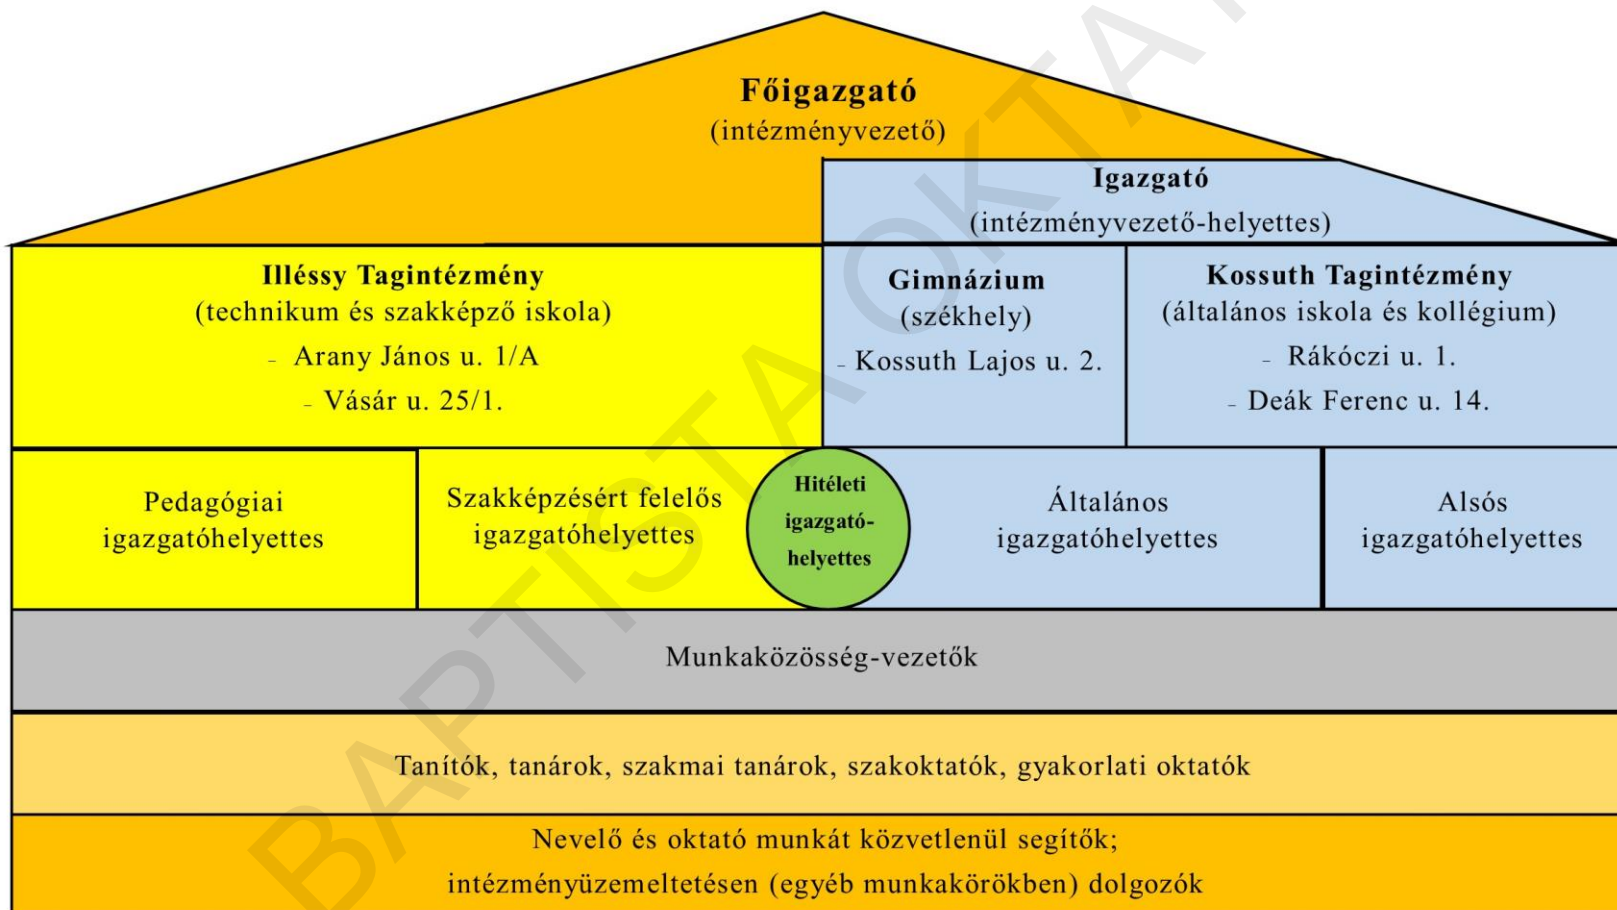 Főigazgató
(intézményvezető)
Igazgató
(intézményvezető-helyettes)
Illéssy Tagintézmény
(technikum és szakképző iskola)
- Arany János u. 1/A
- Vásár u. 25/1.
Gimnázium
(székhely)
- Kossuth Lajos u. 2.
Kossuth Tagintézmény
(általános iskola és kollégium)
- Rákóczi u. 1.
- Deák Ferenc u. 14.
Pedagógiai
igazgatóhelyettes
Szakképzésért felelős
igazgatóhelyettes
Hitéleti
igazgató-
helyettes
Általános
igazgatóhelyettes
Alsós
igazgatóhelyettes
Munkaközösség-vezetők
Tanítók, tanárok, szakmai tanárok, szakoktatók, gyakorlati oktatók
Nevelő és oktató munkát közvetlenül segítők;
intézményüzemeltetésen (egyéb munkakörökben) dolgozók
BAPTISTA